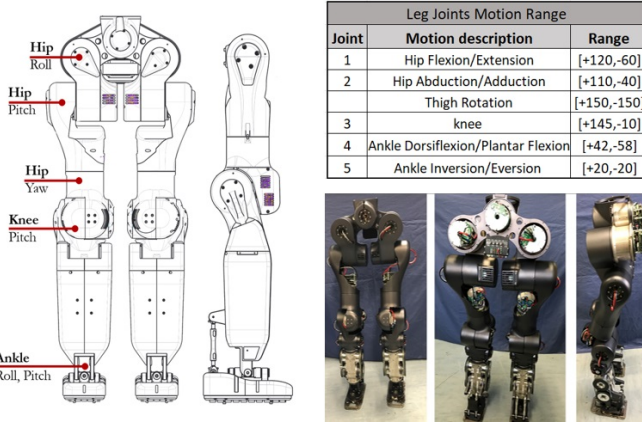 Hip
Roll
Hip
Pitch
Hip
Yaw
Knee
Pitch
Ankle
Roll, Pitch
Leg Joints Motion Range
Joint Motion description Range
1 Hip Flexion/Extension [+120,-60]
2 Hip Abduction/Adduction [+110,-40]
Thigh Rotation [+150,-150]
3 knee [+145,-10]
4 Ankle Dorsiflexion/Plantar Flexion [+42,-58]
5 Ankle Inversion/Eversion [+20,-20]